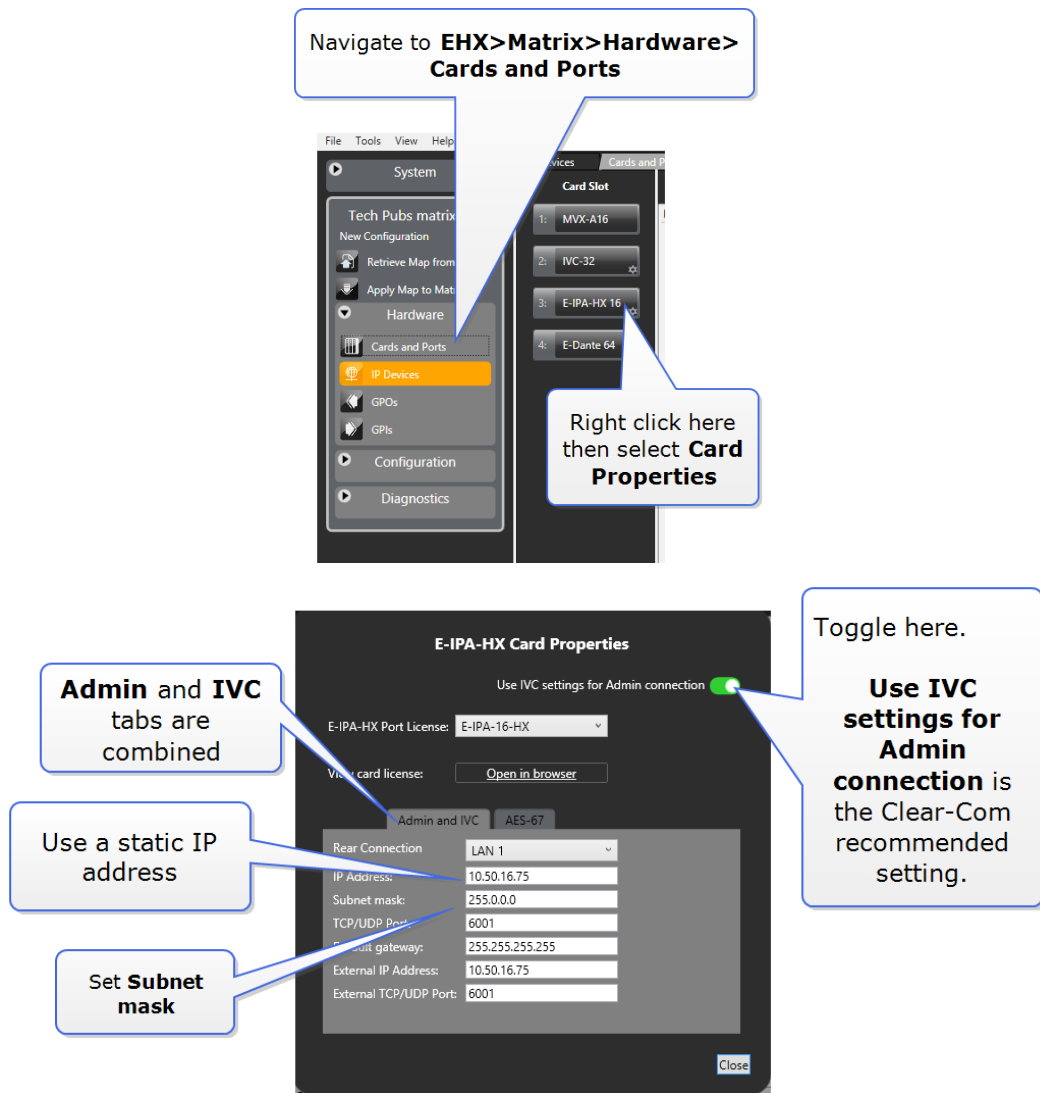 Navigate to EHX>Matrix>Hardware>
Cards and Ports
File Tools View Help
System
Cards and P
Card Slot
Tech Pubs matrix
New Configuration
Retrieve Map from
Apply Map to Mat
Hardware
Cards and Ports
IP Devices
GPOs
GPIs
Configuration
Diagnostics
1: MVX-A16
2: IVC-32
3: E-IPA-HX 16
4: E-Dante 64
Right click here
then select Card
Properties
E-IPA-HX Card Properties
Use IVC settings for Admin connection
E-IPA-HX Port License: E-IPA-16-HX
card license: Open in browser
Admin and IVC AES-67
Rear Connection LAN 1
IP Address: 10.50.16.75
Subnet mask: 255.0.0.0
TCP/UDP Port: 6001
gateway: 255.255.255.255
External IP Address: 10.50.16.75
External TCP/UDP Port: 6001
Close
Admin and IVC
tabs are
combined
Use a static IP
address
Set Subnet
mask
Toggle here.
Use IVC
settings for
Admin
connection is
the Clear-Com
recommended
setting.